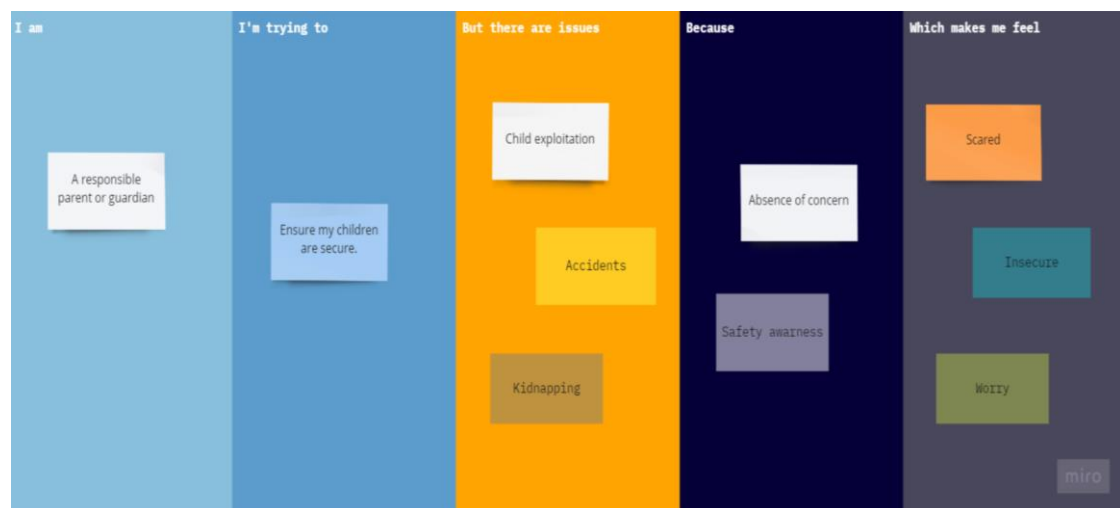 I am
A responsible
parent or guardian
I'm trying to
Ensure my children
are secure.
But there are issues
Child exploitation
Accidents
Kidnapping
Because
Absence of concern
Safety awarness
Which makes me feel
Scared
Insecure
Worry
miro